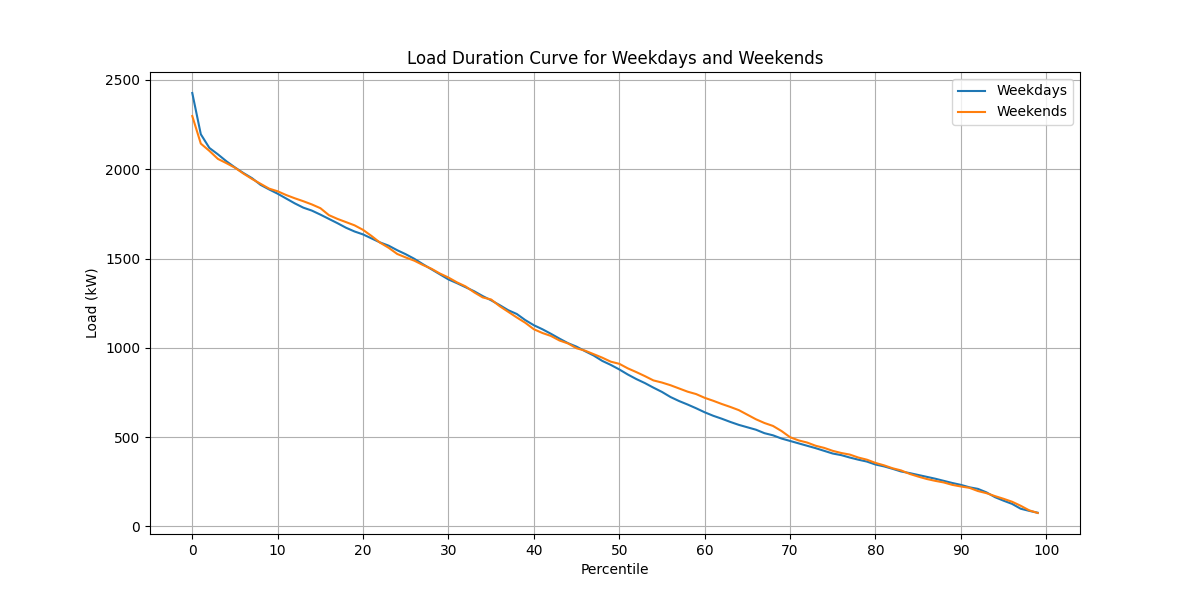 Load Duration Curve for Weekdays and Weekends
Weekdays
Weekends
2500
2000
1500
1000
500
0
Load (kW)
0 10 20 30 40 50 60 70 80 90 100
Percentile